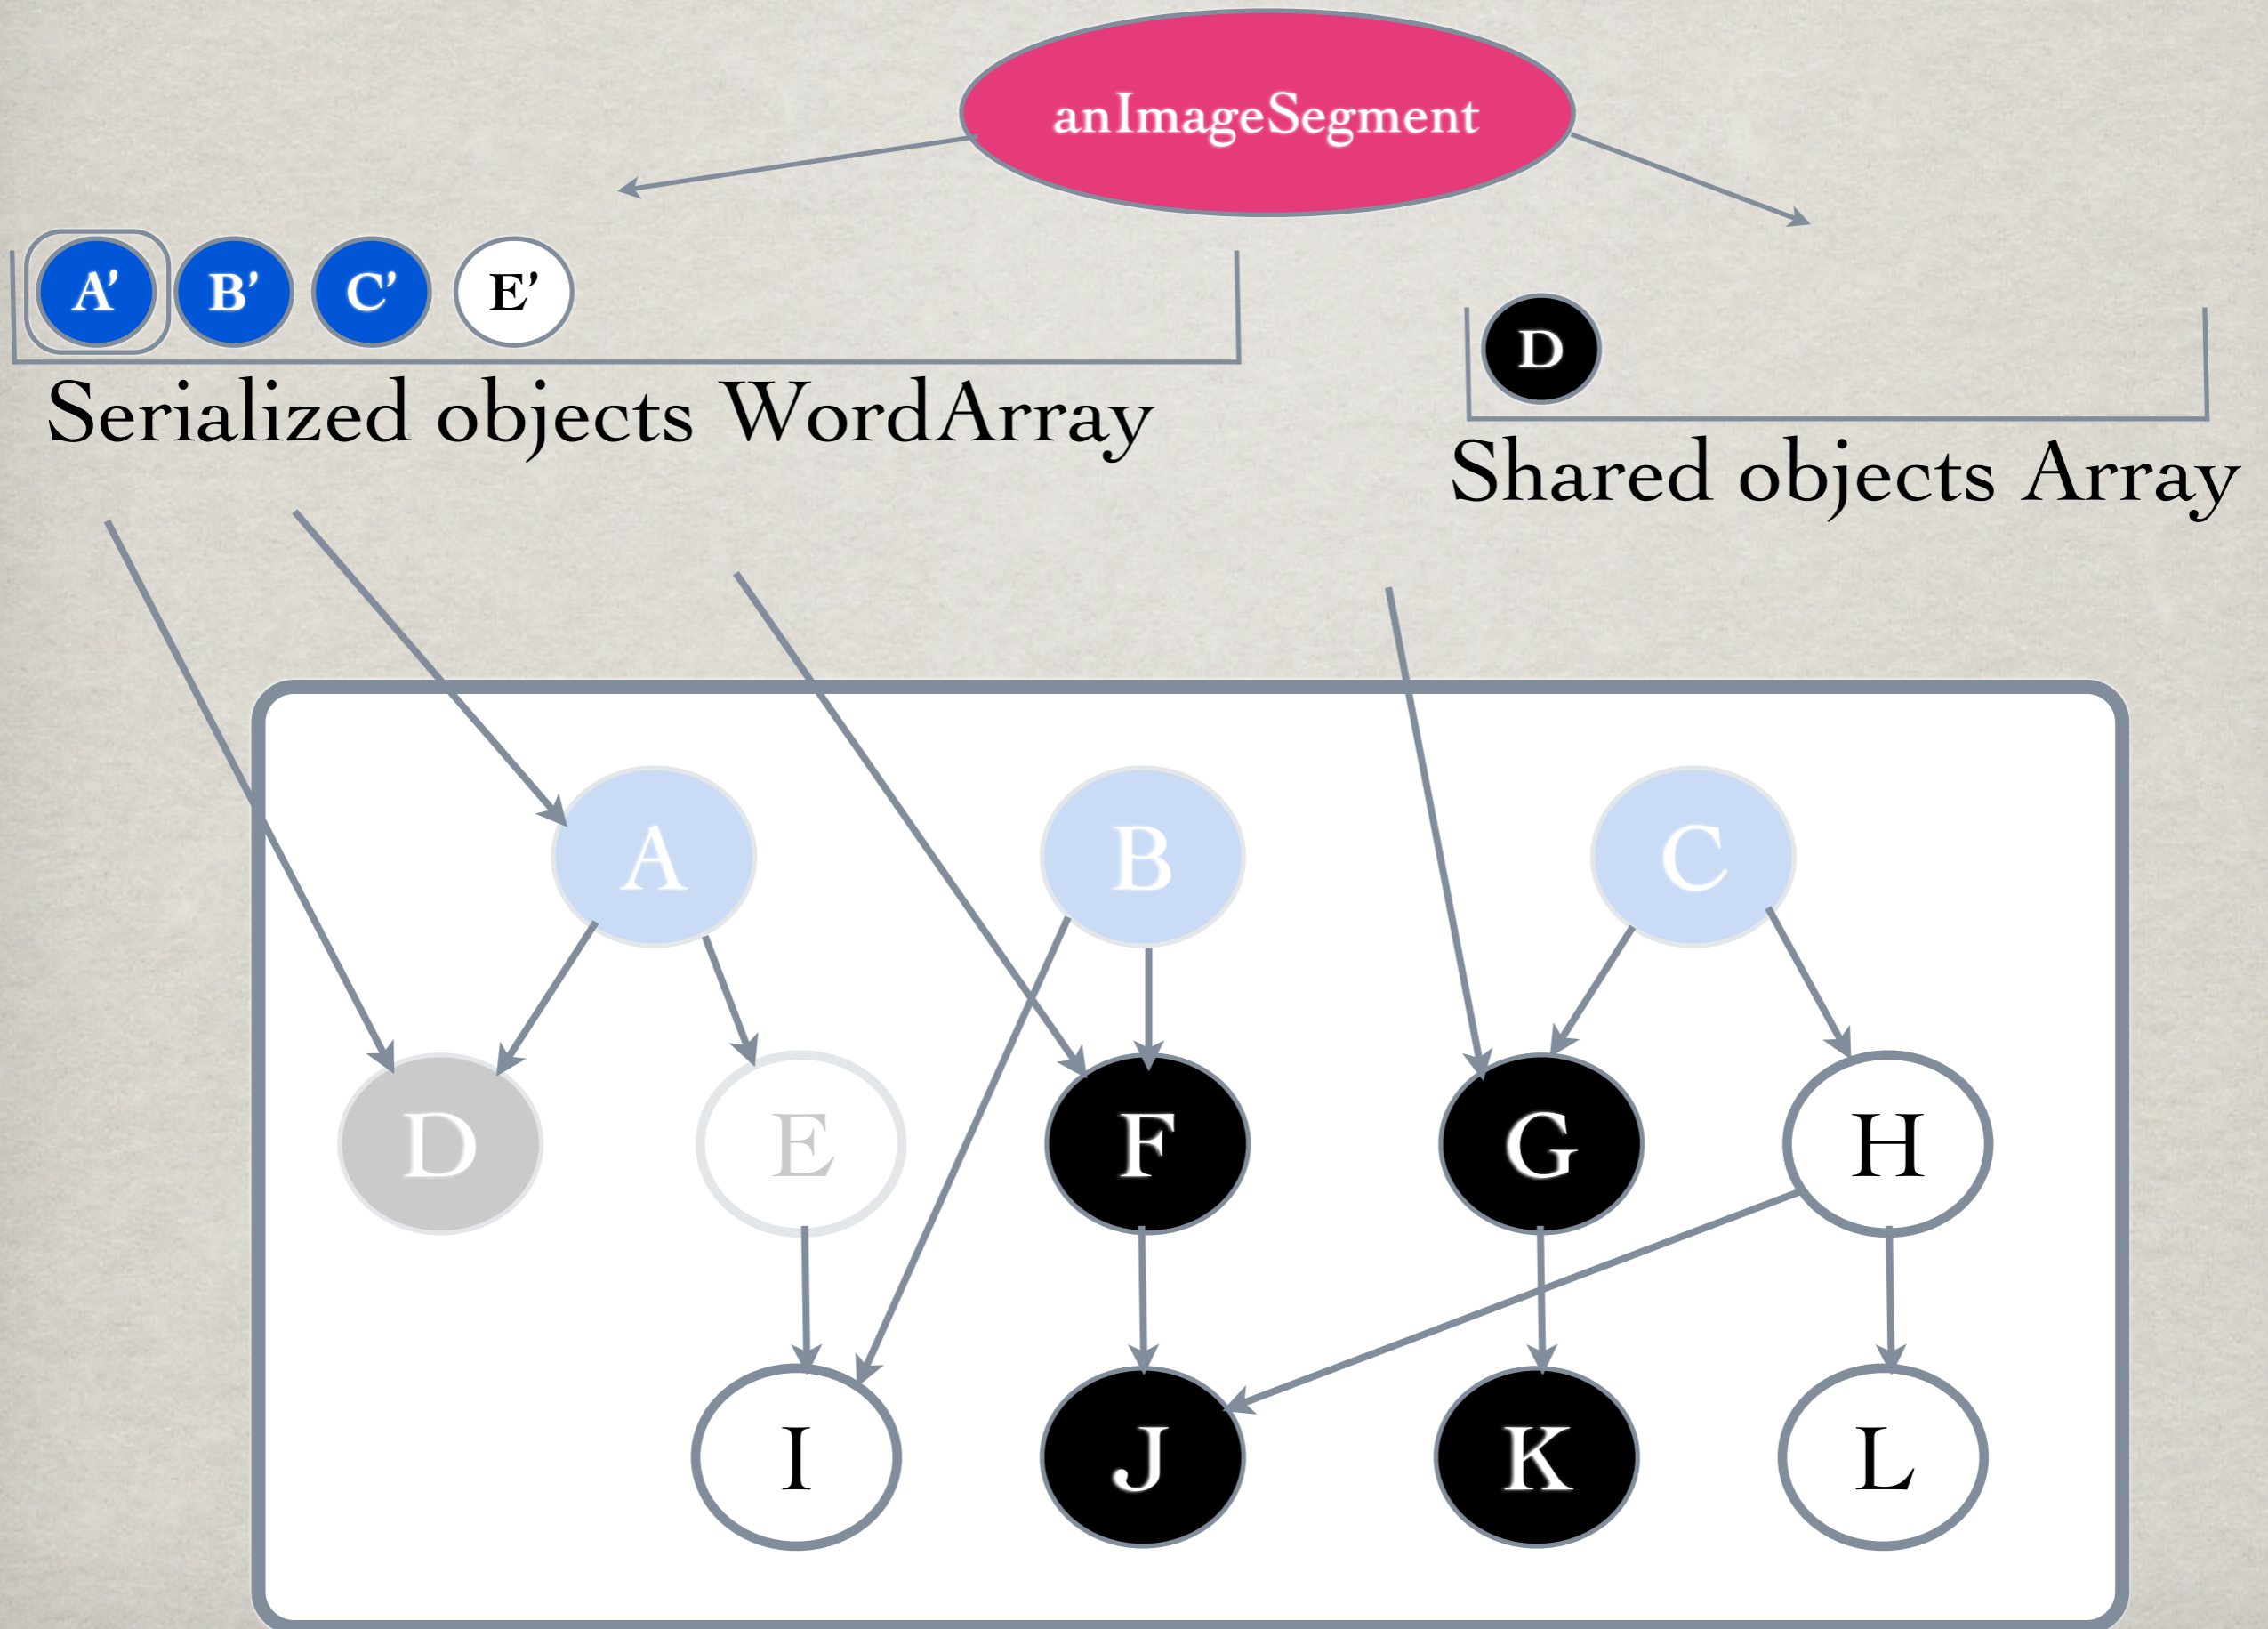 anImageSegment
A’ B’ C’ E’
D
Serialized objects WordArray
Shared objects Array
A B C
D E F G H
I J K L